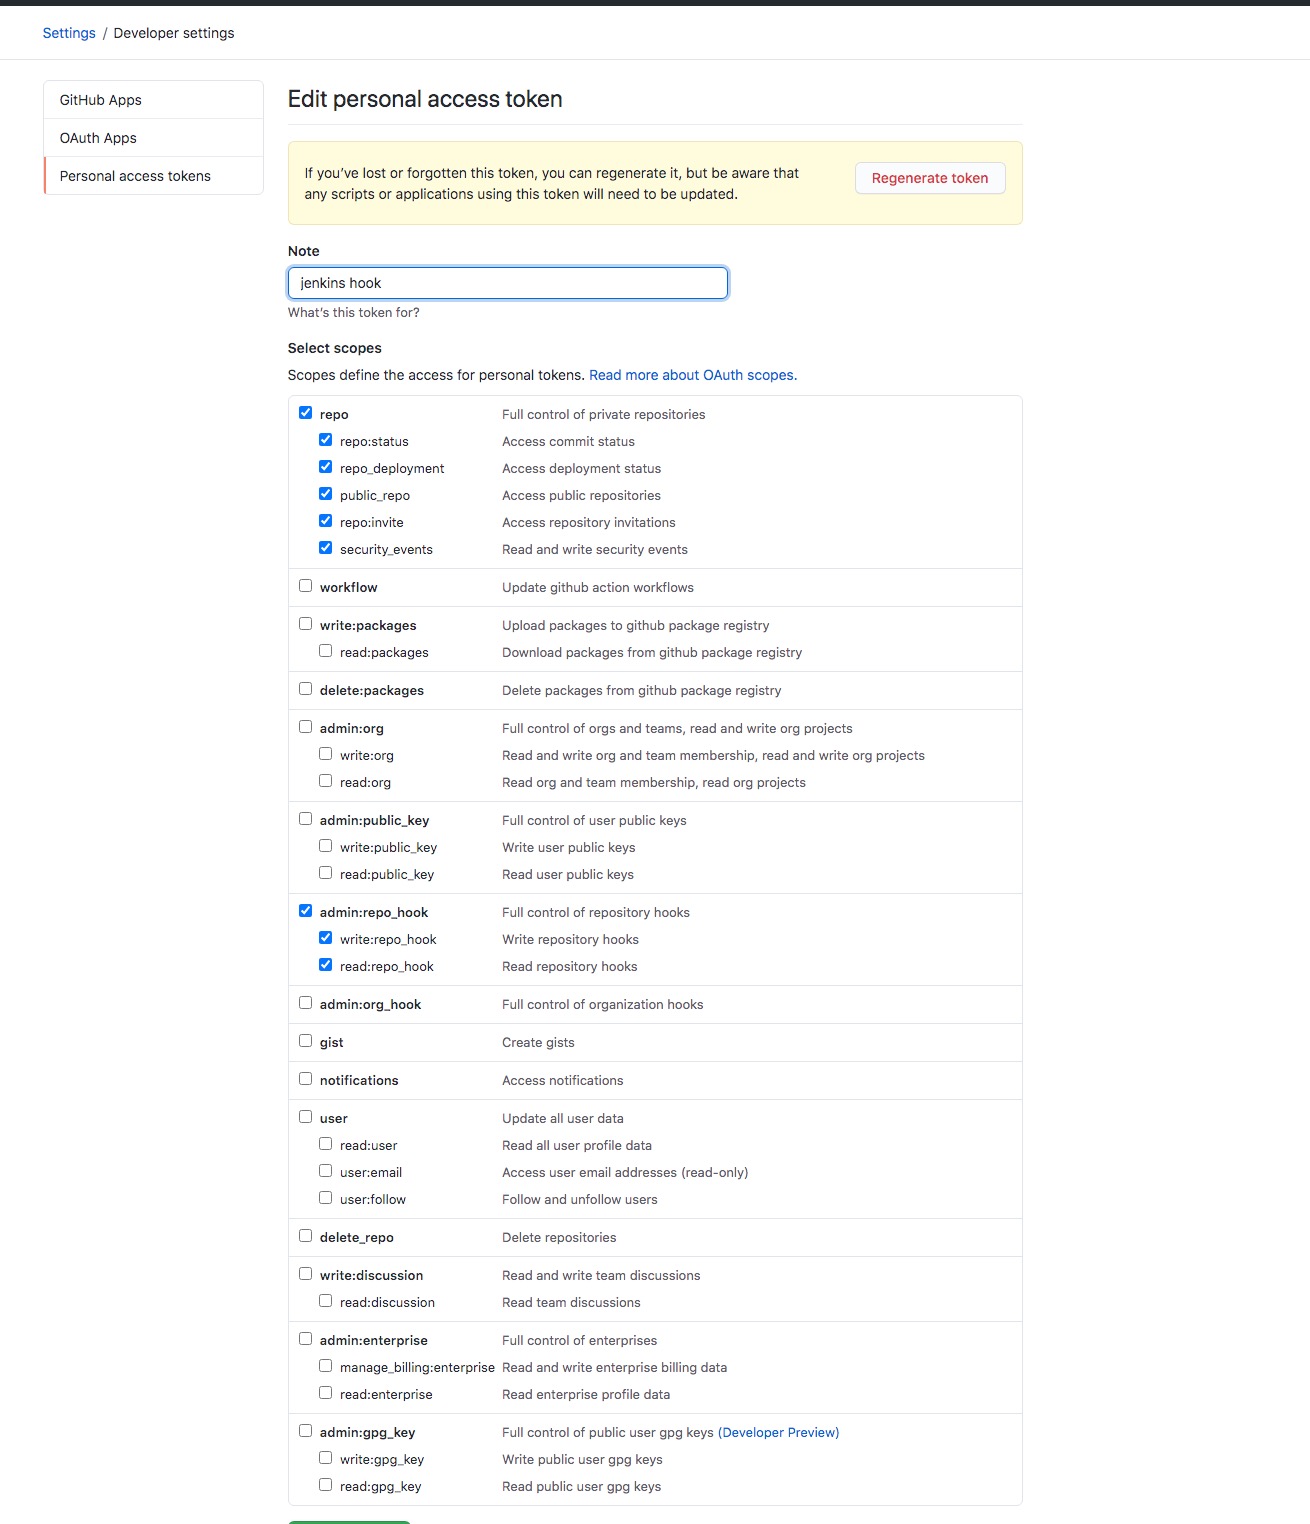 Settings / Developer settings
GitHub Apps
OAuth Apps
Personal access tokens
Edit personal access token
If you've lost or forgotten this token, you can regenerate it, but be aware that
any scripts or applications using this token will need to be updated.
Regenerate token
Note
jenkins hook
What's this token for?
Select scopes
Scopes define the access for personal tokens. Read more about OAuth scopes.
repo Full control of private repositories
repo:status Access commit status
repo_deployment Access deployment status
public_repo Access public repositories
repo:invite Access repository invitations
security_events Read and write security events
workflow Update github action workflows
write:packages Upload packages to github package registry
read:packages Download packages from github package registry
delete:packages Delete packages from github package registry
admin:org Full control of orgs and teams, read and write org projects
write:org Read and write org and team membership, read and write org projects
read:org Read org and team membership, read org projects
admin:public_key Full control of user public keys
write:public_key Write user public keys
read:public_key Read user public keys
admin:repo_hook Full control of repository hooks
write:repo_hook Write repository hooks
read:repo_hook Read repository hooks
admin:org_hook Full control of organization hooks
gist Create gists
notifications Access notifications
user Update all user data
read:user Read all user profile data
user:email Access user email addresses (read-only)
user:follow Follow and unfollow users
delete_repo Delete repositories
write:discussion Read and write team discussions
read:discussion Read team discussions
admin:enterprise Full control of enterprises
manage_billing:enterprise Read and write enterprise billing data
read:enterprise Read enterprise profile data
admin:gpg_key Full control of public user gpg keys (Developer Preview)
write:gpg_key Write public user gpg keys
read:gpg_key Read public user gpg keys